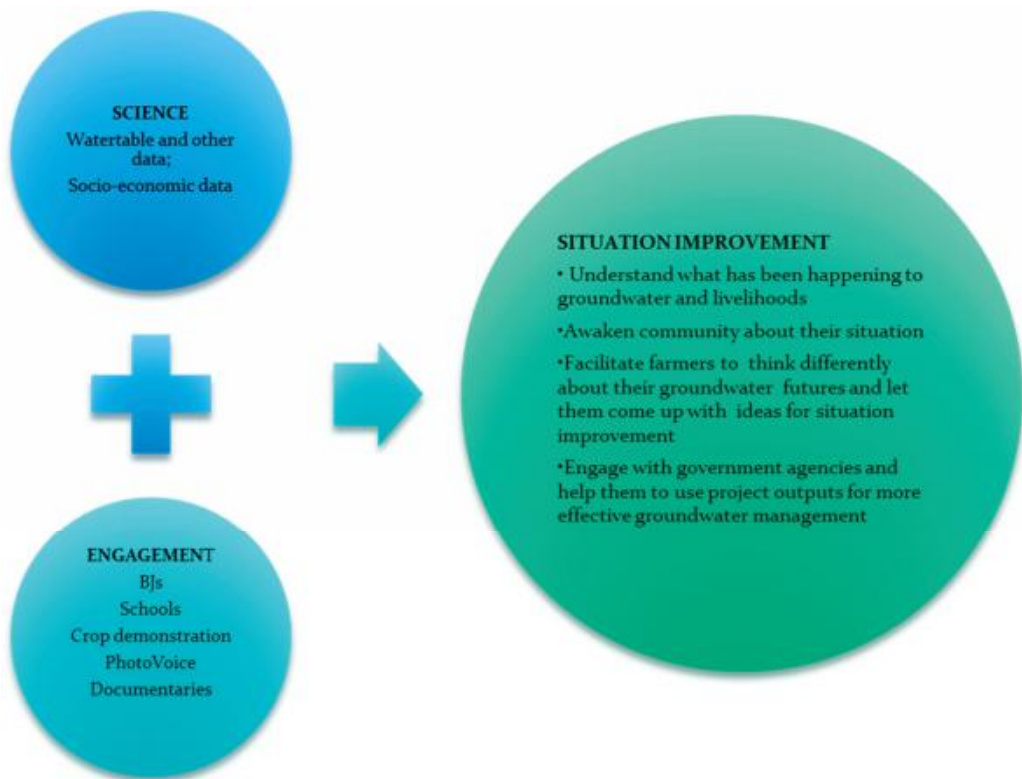 SCIENCE
Watertable and other
data;
Socio-economic data
ENGAGEMENT
BJs
Schools
Crop demonstration
PhotoVoice
Documentaries
SITUATION IMPROVEMENT
• Understand what has been happening to
groundwater and livelihoods
•Awaken community about their situation
•Facilitate farmers to think differently
about their groundwater futures and let
them come up with ideas for situation
improvement
•Engage with government agencies and
help them to use project outputs for more
effective groundwater management